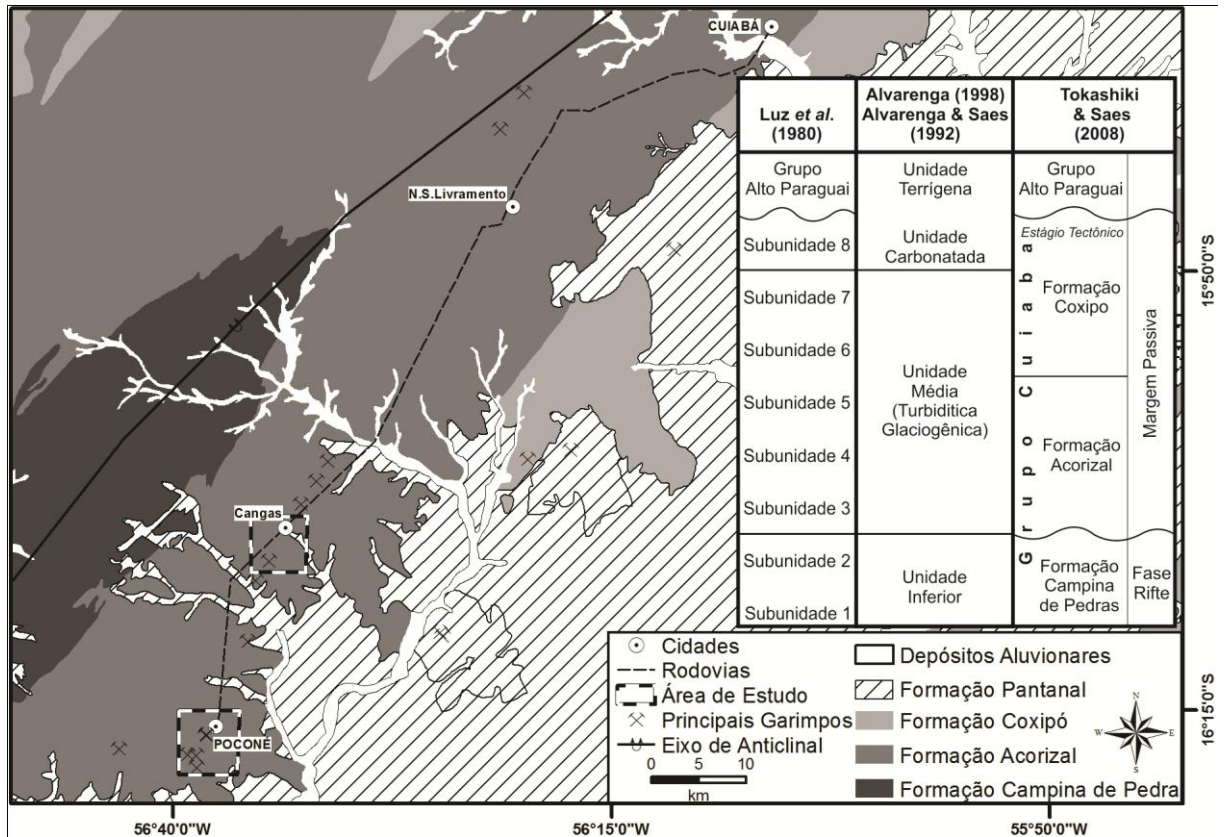 CUIABÁ
N.S.Livramento
Cangas
POCONÉ
Luz et al.
(1980)
Alvarenga (1998)
Alvarenga & Saes
(1992)
Tokashiki
& Saes
(2008)
Grupo
Alto Paraguai
Unidade
Terrígena
Grupo
Alto Paraguai
Subunidade 8
Unidade
Carbonatada
Estágio Tectônico
Subunidade 7
Subunidade 6
Subunidade 5
Subunidade 4
Subunidade 3
Unidade
Média
(Turbiditica
Glaciogênica)
Grupo Cuiaba
Formação
Coxipo
Formação
Acorizal
Margem Passiva
Subunidade 2
Subunidade 1
Unidade
Inferior
Formação
Campina
de Pedras
Fase
Rifte
Cidades
Rodovias
Área de Estudo
Principais Garimpos
Eixo de Anticlinal
0 5 10
km
Depósitos Aluvionares
Formação Pantanal
Formação Coxipó
Formação Acorizal
Formação Campina de Pedra
N
W E
S
15°50'0"S
16°15'0"S
56°40'0"W
56°15'0"W
55°50'0"W